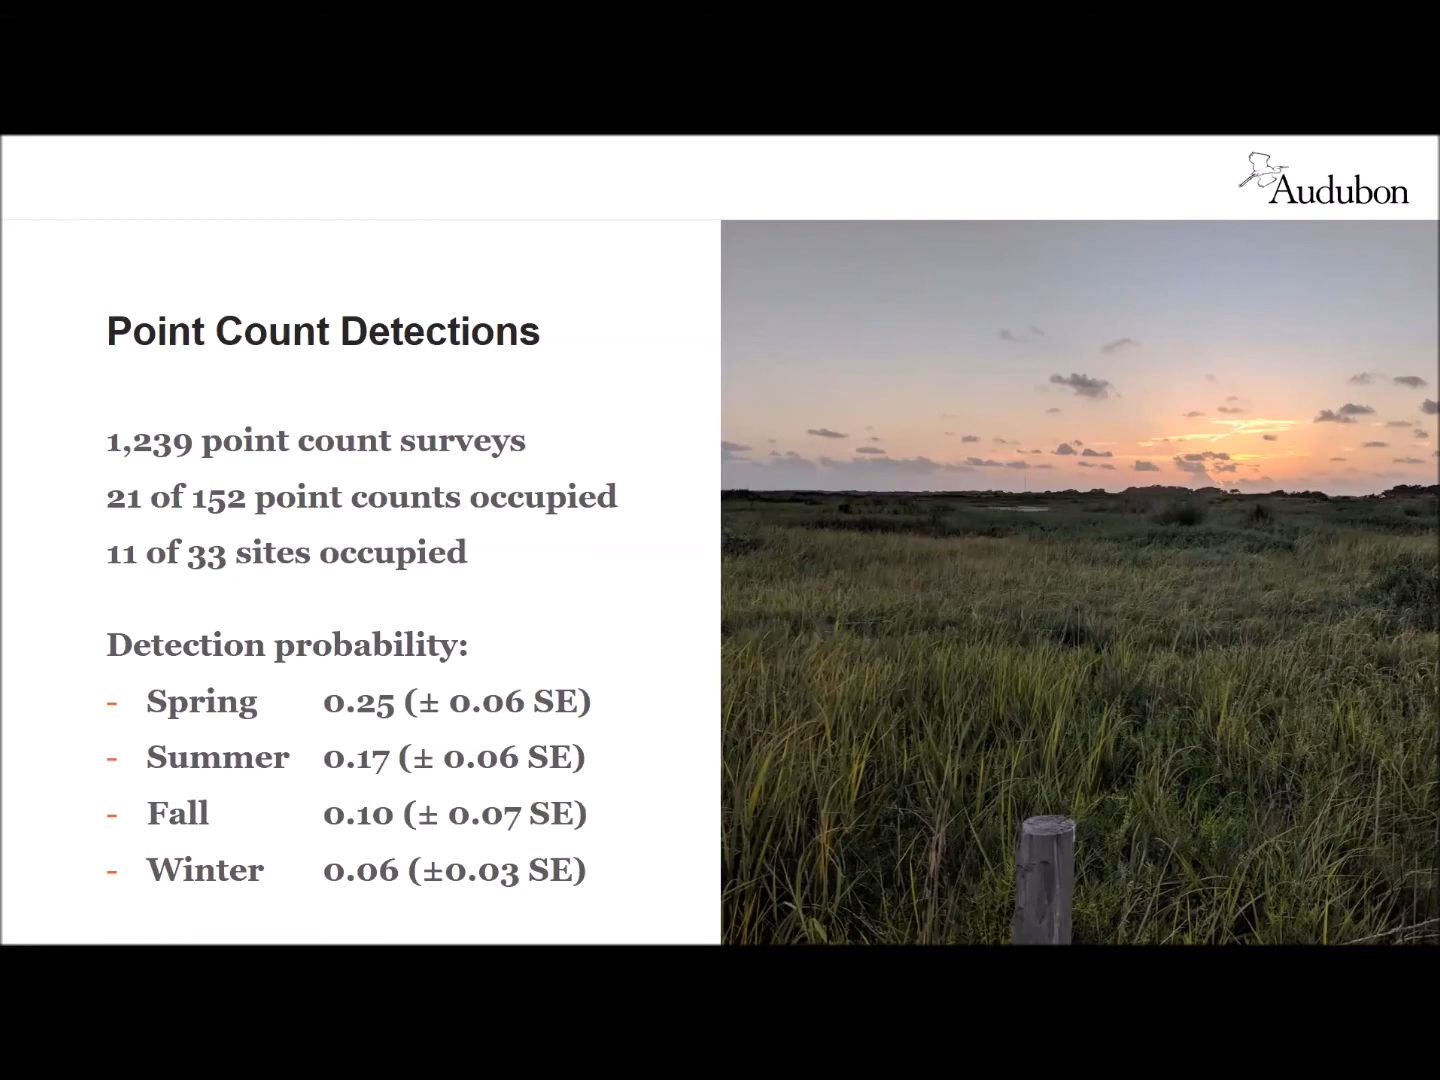 Audubon
Point Count Detections
1,239 point count surveys
21 of 152 point counts occupied
11 of 33 sites occupied
Detection probability:
- Spring 0.25 (± 0.06 SE)
- Summer 0.17 (± 0.06 SE)
- Fall 0.10 (± 0.07 SE)
- Winter 0.06 (±0.03 SE)